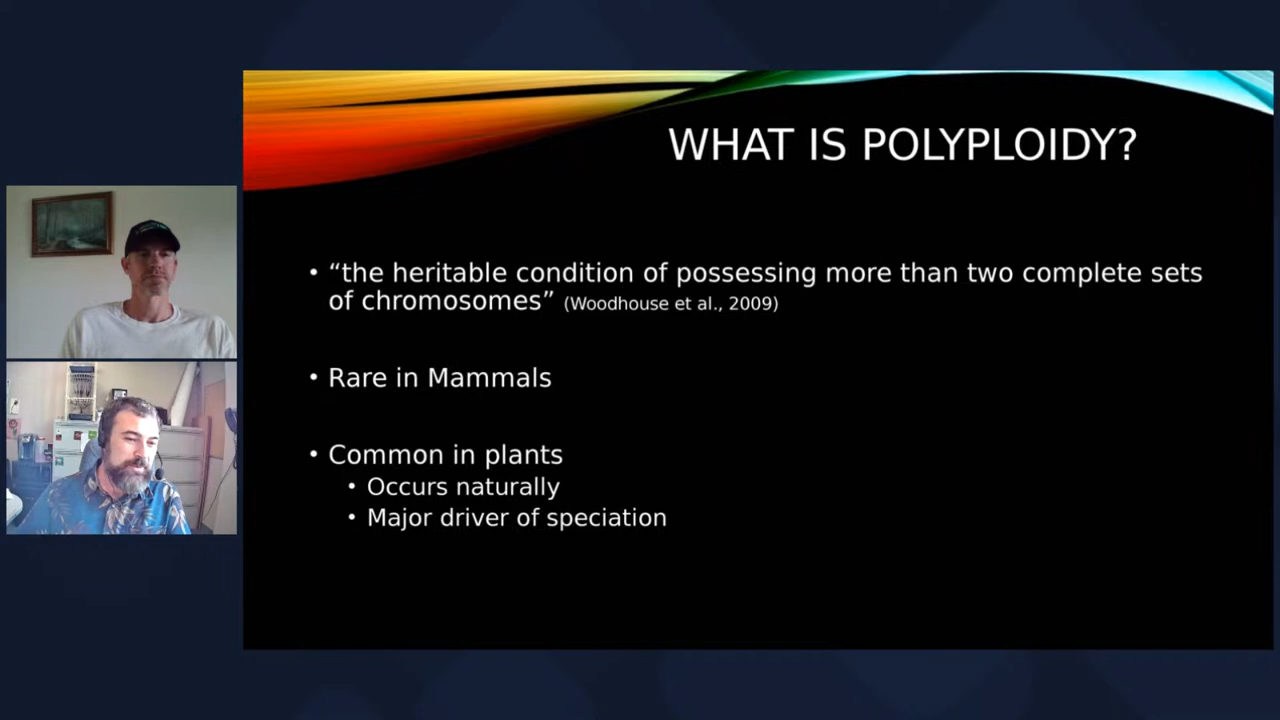 WHAT IS POLYPLOIDY?
• “the heritable condition of possessing more than two complete sets
of chromosomes” (Woodhouse et al., 2009)
• Rare in Mammals
• Common in plants
• Occurs naturally
• Major driver of speciation